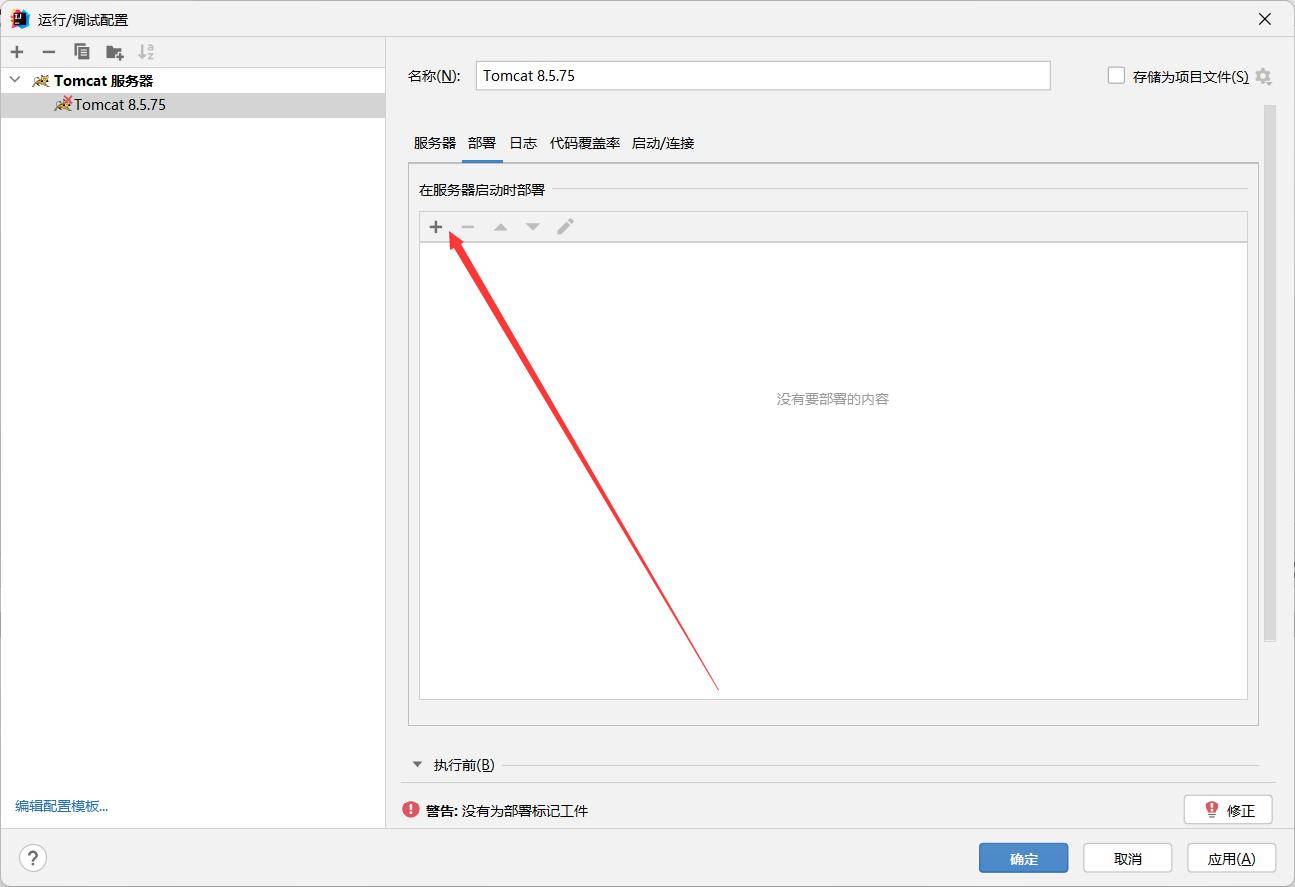 运行/调试配置
Tomcat 服务器
Tomcat 8.5.75
编辑配置模板...
名称(N): Tomcat 8.5.75 存储为项目文件(S)
服务器 部署 日志 代码覆盖率 启动/连接
在服务器启动时部署
没有要部署的内容
执行前(B)
警告: 没有为部署标记工件 修正
? 确定 取消 应用(A)